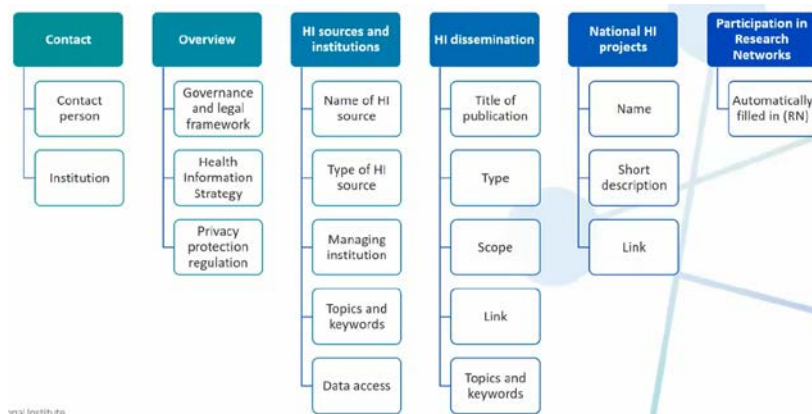 Contact
Contact
person
Institution
Overview
Governance
and legal
framework
Health
Information
Strategy
Privacy
protection
regulation
HI sources and
institutions
Name of HI
source
Type of HI
source
Managing
institution
Topics and
keywords
Data access
HI dissemination
Title of
publication
Type
Scope
Link
Topics and
keywords
National HI
projects
Name
Short
description
Link
Participation in
Research
Networks
Automatically
filled in (RN)